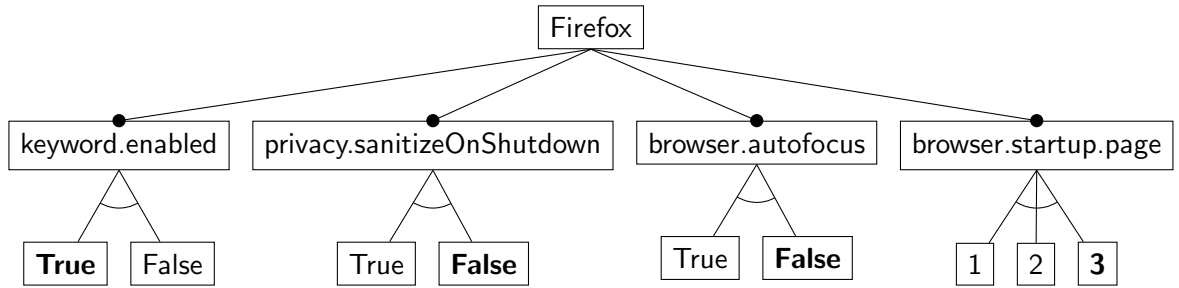 Firefox
keyword.enabled privacy.sanitizeOnShutdown browser.autofocus browser.startup.page
True False True False True False 1 2 3